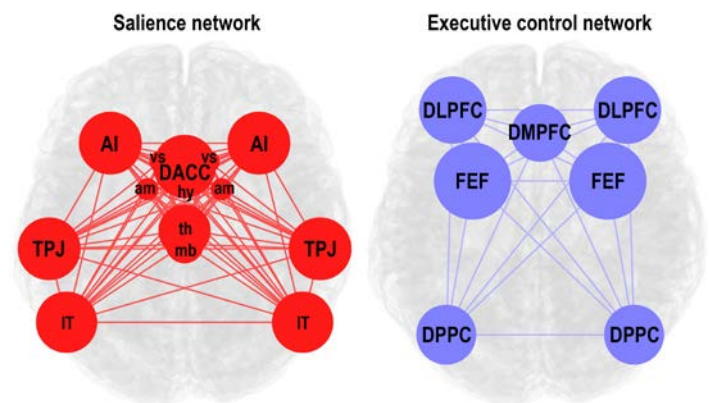 Salience network
AI
AI
vs
vs
DACC
am
hy
am
th
mb
TPJ
TPJ
IT
IT
Executive control network
DLPFC
DLPFC
DMPFC
FEF
FEF
DPPC
DPPC